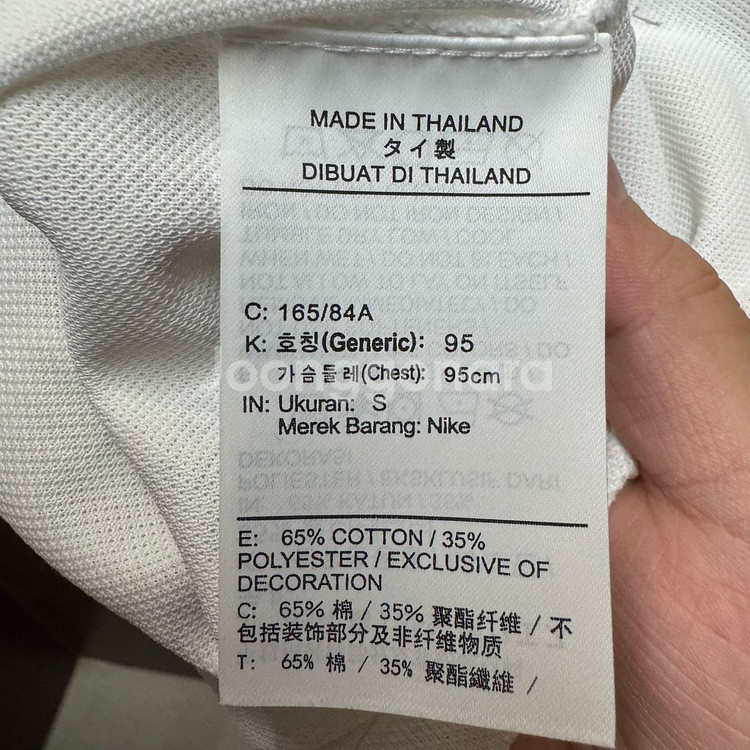 MADE IN THAILAND
タイ製
DIBUAT DI THAILAND
C: 165/84A
K: 호칭(Generic): 95
가슴둘레(Chest): 95cm
IN: Ukuran: S
Merek Barang: Nike
E: 65% COTTON / 35%
POLYESTER / EXCLUSIVE OF
DECORATION
C: 65% 棉 / 35% 聚酯纤维 / 不
包括装饰部分及非纤维物质
T: 65% 棉 / 35% 聚酯纖維 /